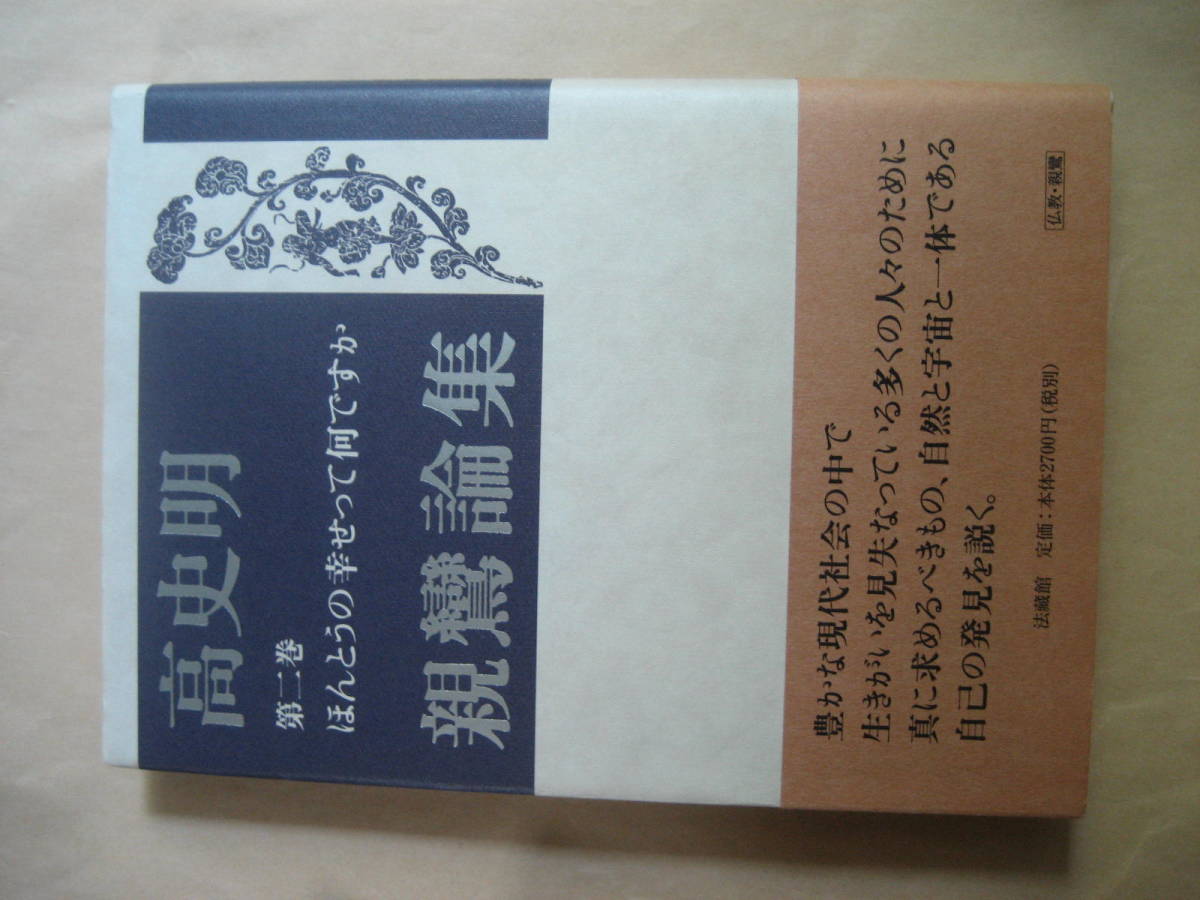 高史明
第二巻
ほんとうの幸せって何ですか
親鸞論集
豊かな現代社会の中で
生きがいを見失なっている多くの人々のために
真に求めるべきもの、自然と宇宙と一体である
自己の発見を説く。
法藏館 定価：本体2700円（税別）
仏教・親鸞